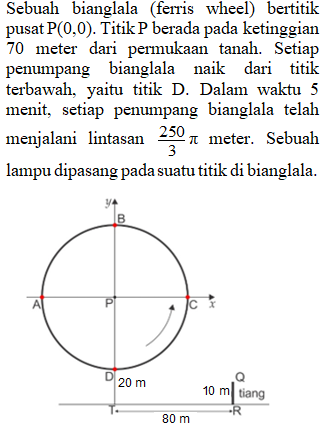 Sebuah bianglala (ferris wheel) bertitik
pusat P(0,0). Titik P berada pada ketinggian
70 meter dari permukaan tanah. Setiap
penumpang bianglala naik dari titik
terbawah, yaitu titik D. Dalam waktu 5
menit, setiap penumpang bianglala telah
menjalani lintasan 250/3 π meter. Sebuah
lampu dipasang pada suatu titik di bianglala.
y
B
A
P
C
x
D
20 m
Q
10 m
tiang
T
R
80 m